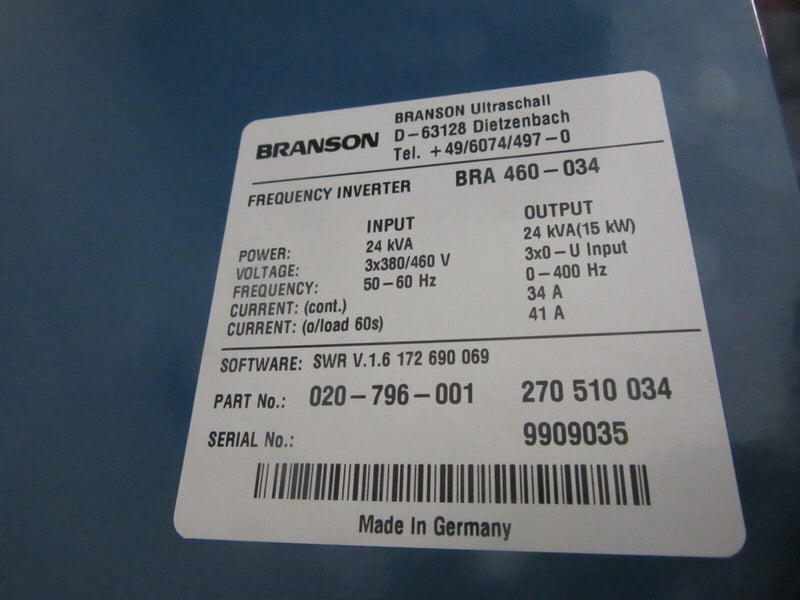 BRANSON
BRANSON Ultraschall
D-63128 Dietzenbach
Tel. +49/6074/497-0
FREQUENCY INVERTER BRA 460-034
INPUT OUTPUT
POWER: 24 kVA 24 kVA(15 kW)
VOLTAGE: 3x380/460 V 3x0-U Input
FREQUENCY: 50-60 Hz 0-400 Hz
CURRENT: (cont.) 34 A
CURRENT: (o/load 60s) 41 A
SOFTWARE: SWR V.1.6 172 690 069
PART No.: 020-796-001 270 510 034
SERIAL No.: 9909035
Made In Germany